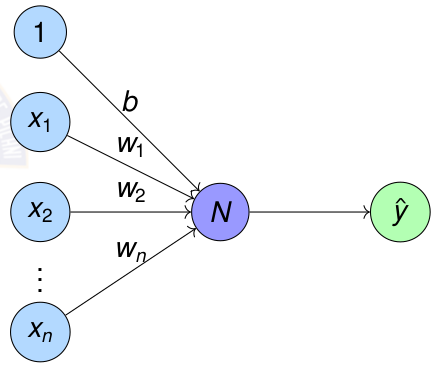 1
b
x₁
w₁
w₂
x₂
N
ŷ
wₙ
⋮
xₙ